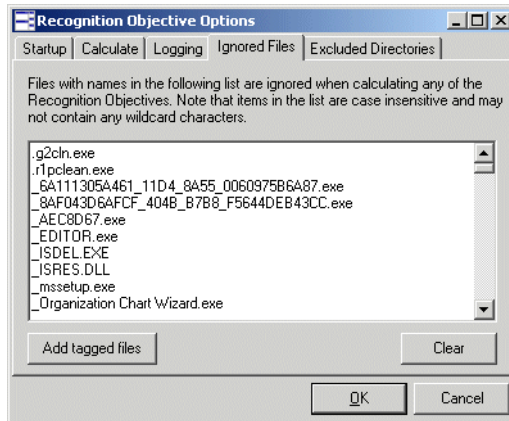 Recognition Objective Options
Startup Calculate Logging Ignored Files Excluded Directories
Files with names in the following list are ignored when calculating any of the
Recognition Objectives. Note that items in the list are case insensitive and may
not contain any wildcard characters.
.g2cln.exe
.r1pclean.exe
_6A111305A461_11D4_8A55_0060975B6A87.exe
_8AF043D6AFCF_404B_B7B8_F5644DEB43CC.exe
_AEC8D67.exe
_EDITOR.exe
_ISDEL.EXE
_ISRES.DLL
_mssetup.exe
_Organization Chart Wizard.exe
Add tagged files Clear
OK Cancel